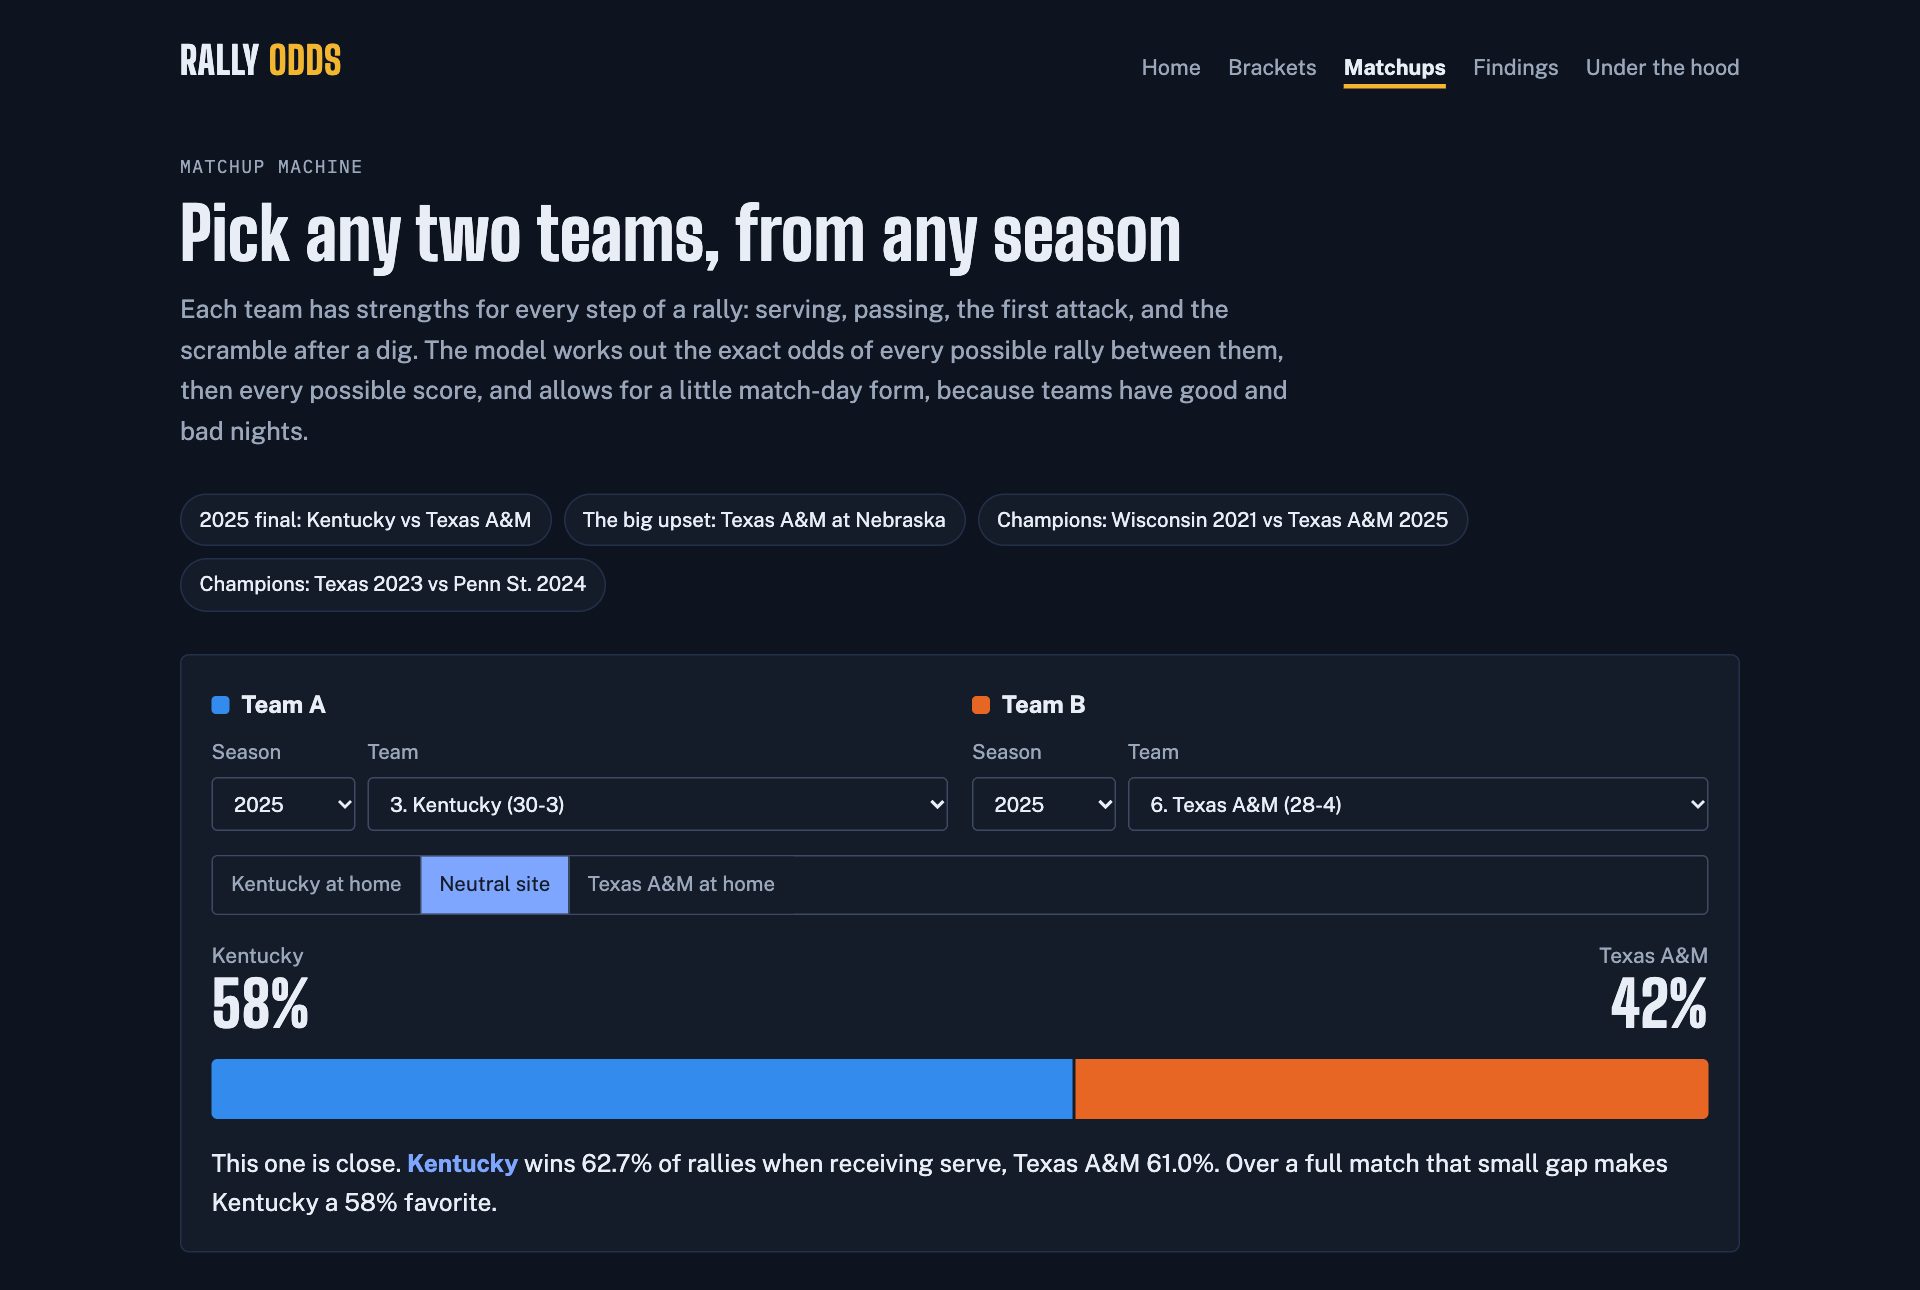 RALLY ODDS
Home Brackets Matchups Findings Under the hood
MATCHUP MACHINE
Pick any two teams, from any season
Each team has strengths for every step of a rally: serving, passing, the first attack, and the
scramble after a dig. The model works out the exact odds of every possible rally between them,
then every possible score, and allows for a little match-day form, because teams have good and
bad nights.
2025 final: Kentucky vs Texas A&M
The big upset: Texas A&M at Nebraska
Champions: Wisconsin 2021 vs Texas A&M 2025
Champions: Texas 2023 vs Penn St. 2024
Team A
Season Team
2025 3. Kentucky (30-3)
Team B
Season Team
2025 6. Texas A&M (28-4)
Kentucky at home Neutral site Texas A&M at home
Kentucky
58%
Texas A&M
42%
This one is close. Kentucky wins 62.7% of rallies when receiving serve, Texas A&M 61.0%. Over a full match that small gap makes
Kentucky a 58% favorite.